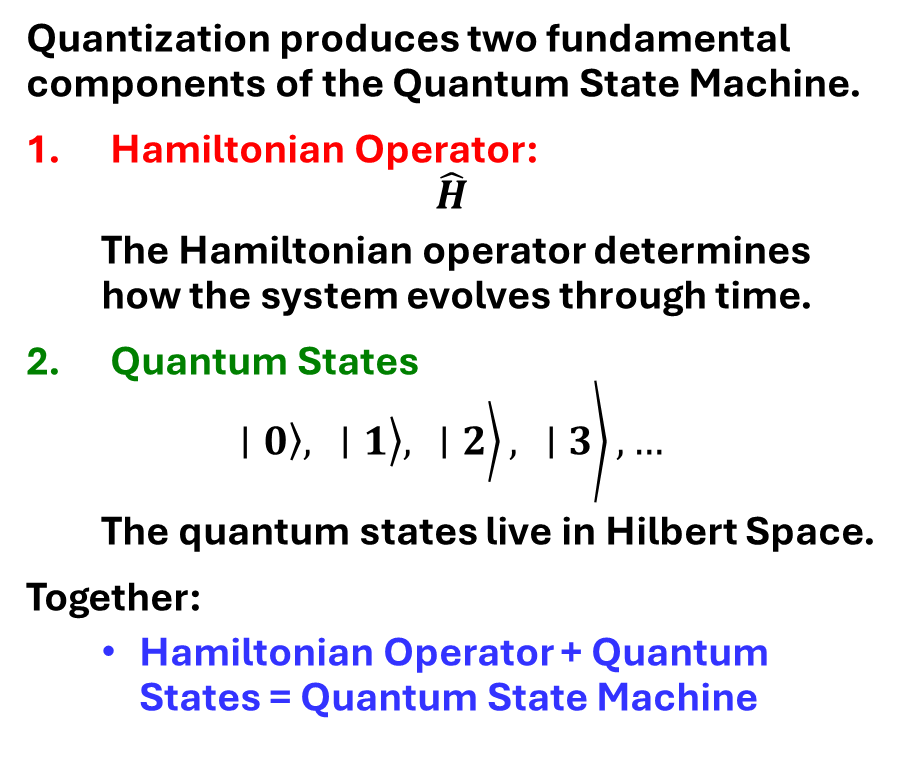 Quantization produces two fundamental
components of the Quantum State Machine.
1. Hamiltonian Operator:
Ĥ
The Hamiltonian operator determines
how the system evolves through time.
2. Quantum States
| 0⟩, | 1⟩, | 2⟩, | 3⟩, ...
The quantum states live in Hilbert Space.
Together:
• Hamiltonian Operator + Quantum
States = Quantum State Machine